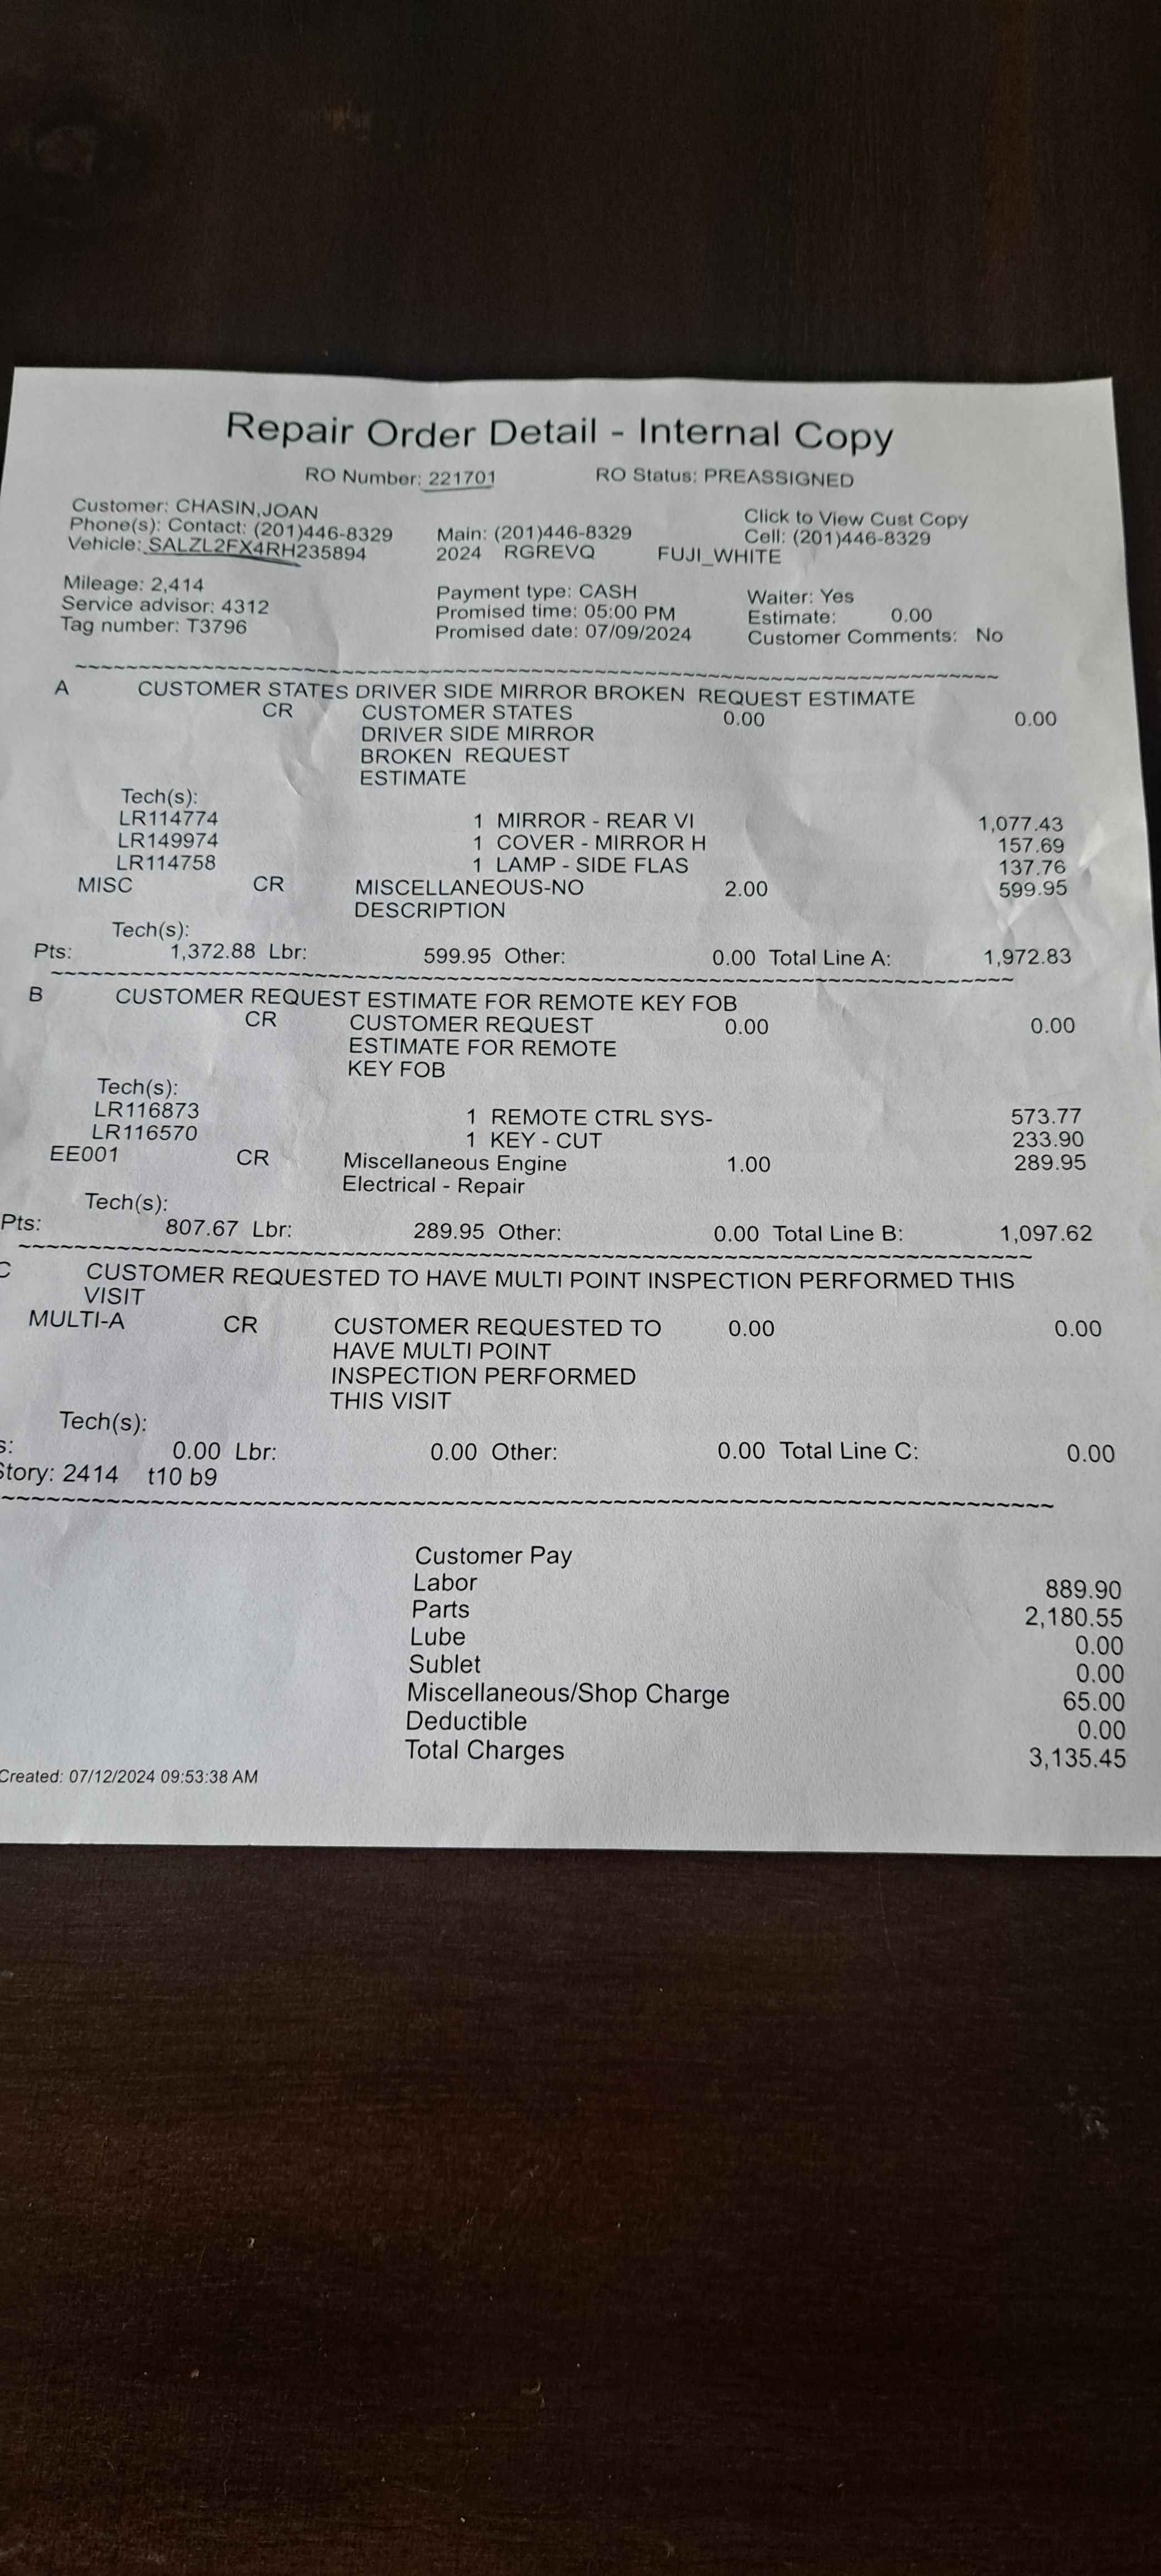 Repair Order Detail - Internal Copy
RO Number: 221701 RO Status: PREASSIGNED
Customer: CHASIN,JOAN Click to View Cust Copy
Phone(s): Contact: (201)446-8329 Main: (201)446-8329 Cell: (201)446-8329
Vehicle: SALZL2FX4RH235894 2024 RGREVQ FUJI_WHITE
Mileage: 2,414 Payment type: CASH Waiter: Yes
Service advisor: 4312 Promised time: 05:00 PM Estimate: 0.00
Tag number: T3796 Promised date: 07/09/2024 Customer Comments: No
~~~~~~~~~~~~~~~~~~~~~~~~~~~~~~~~~~~~~~~~~~~~~~~~~~~~~~~~~~~~~~~~~~~~~~~~
A CUSTOMER STATES DRIVER SIDE MIRROR BROKEN REQUEST ESTIMATE
CR CUSTOMER STATES 0.00 0.00
DRIVER SIDE MIRROR
BROKEN REQUEST
ESTIMATE
Tech(s):
LR114774 1 MIRROR - REAR VI 1,077.43
LR149974 1 COVER - MIRROR H 157.69
LR114758 1 LAMP - SIDE FLAS 137.76
MISC CR MISCELLANEOUS-NO 2.00 599.95
DESCRIPTION
Tech(s):
Pts: 1,372.88 Lbr: 599.95 Other: 0.00 Total Line A: 1,972.83
~~~~~~~~~~~~~~~~~~~~~~~~~~~~~~~~~~~~~~~~~~~~~~~~~~~~~~~~~~~~~~~~~~~~~~~~
B CUSTOMER REQUEST ESTIMATE FOR REMOTE KEY FOB
CR CUSTOMER REQUEST 0.00 0.00
ESTIMATE FOR REMOTE
KEY FOB
Tech(s):
LR116873 1 REMOTE CTRL SYS- 573.77
LR116570 1 KEY - CUT 233.90
EE001 CR Miscellaneous Engine 1.00 289.95
Electrical - Repair
Tech(s):
Pts: 807.67 Lbr: 289.95 Other: 0.00 Total Line B: 1,097.62
~~~~~~~~~~~~~~~~~~~~~~~~~~~~~~~~~~~~~~~~~~~~~~~~~~~~~~~~~~~~~~~~~~~~~~~~
C CUSTOMER REQUESTED TO HAVE MULTI POINT INSPECTION PERFORMED THIS
VISIT
MULTI-A CR CUSTOMER REQUESTED TO 0.00 0.00
HAVE MULTI POINT
INSPECTION PERFORMED
THIS VISIT
Tech(s):
s: 0.00 Lbr: 0.00 Other: 0.00 Total Line C: 0.00
Story: 2414 t10 b9
~~~~~~~~~~~~~~~~~~~~~~~~~~~~~~~~~~~~~~~~~~~~~~~~~~~~~~~~~~~~~~~~~~~~~~~~
Customer Pay
Labor 889.90
Parts 2,180.55
Lube 0.00
Sublet 0.00
Miscellaneous/Shop Charge 65.00
Deductible 0.00
Total Charges 3,135.45
Created: 07/12/2024 09:53:38 AM